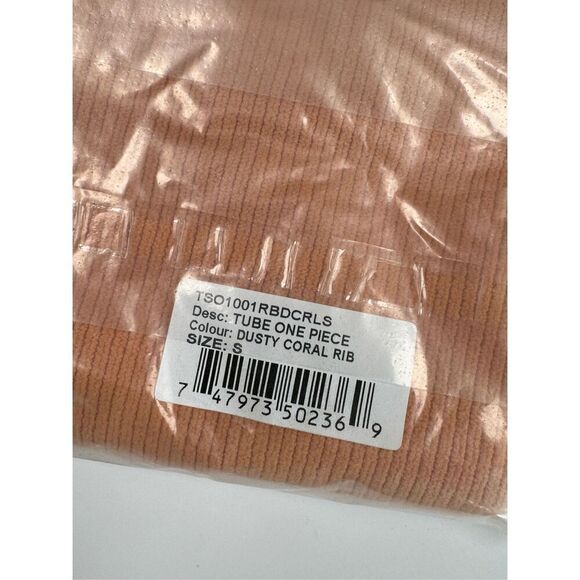 TSO1001RBDCRLS
Desc: TUBE ONE PIECE
Colour: DUSTY CORAL RIB
SIZE: S
7 47973 50236 9